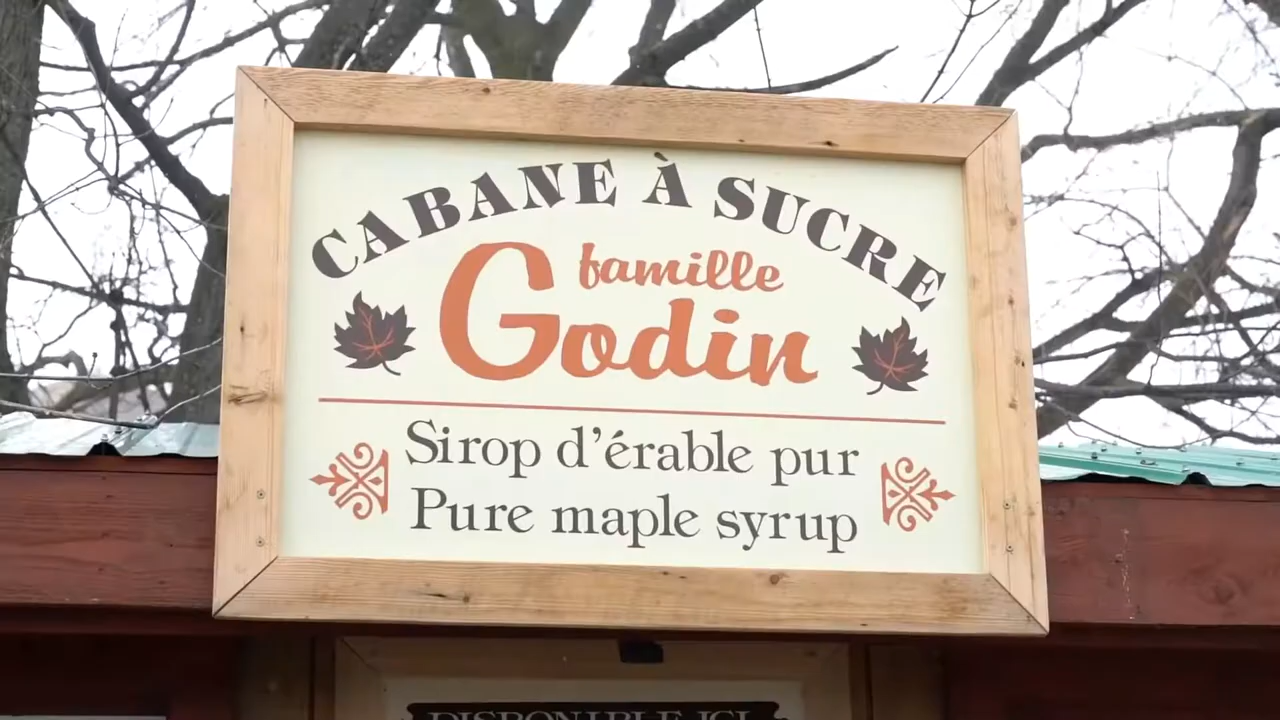 CABANE À SUCRE
famille
Godin
Sirop d'érable pur
Pure maple syrup
DISPONIBLE ICI